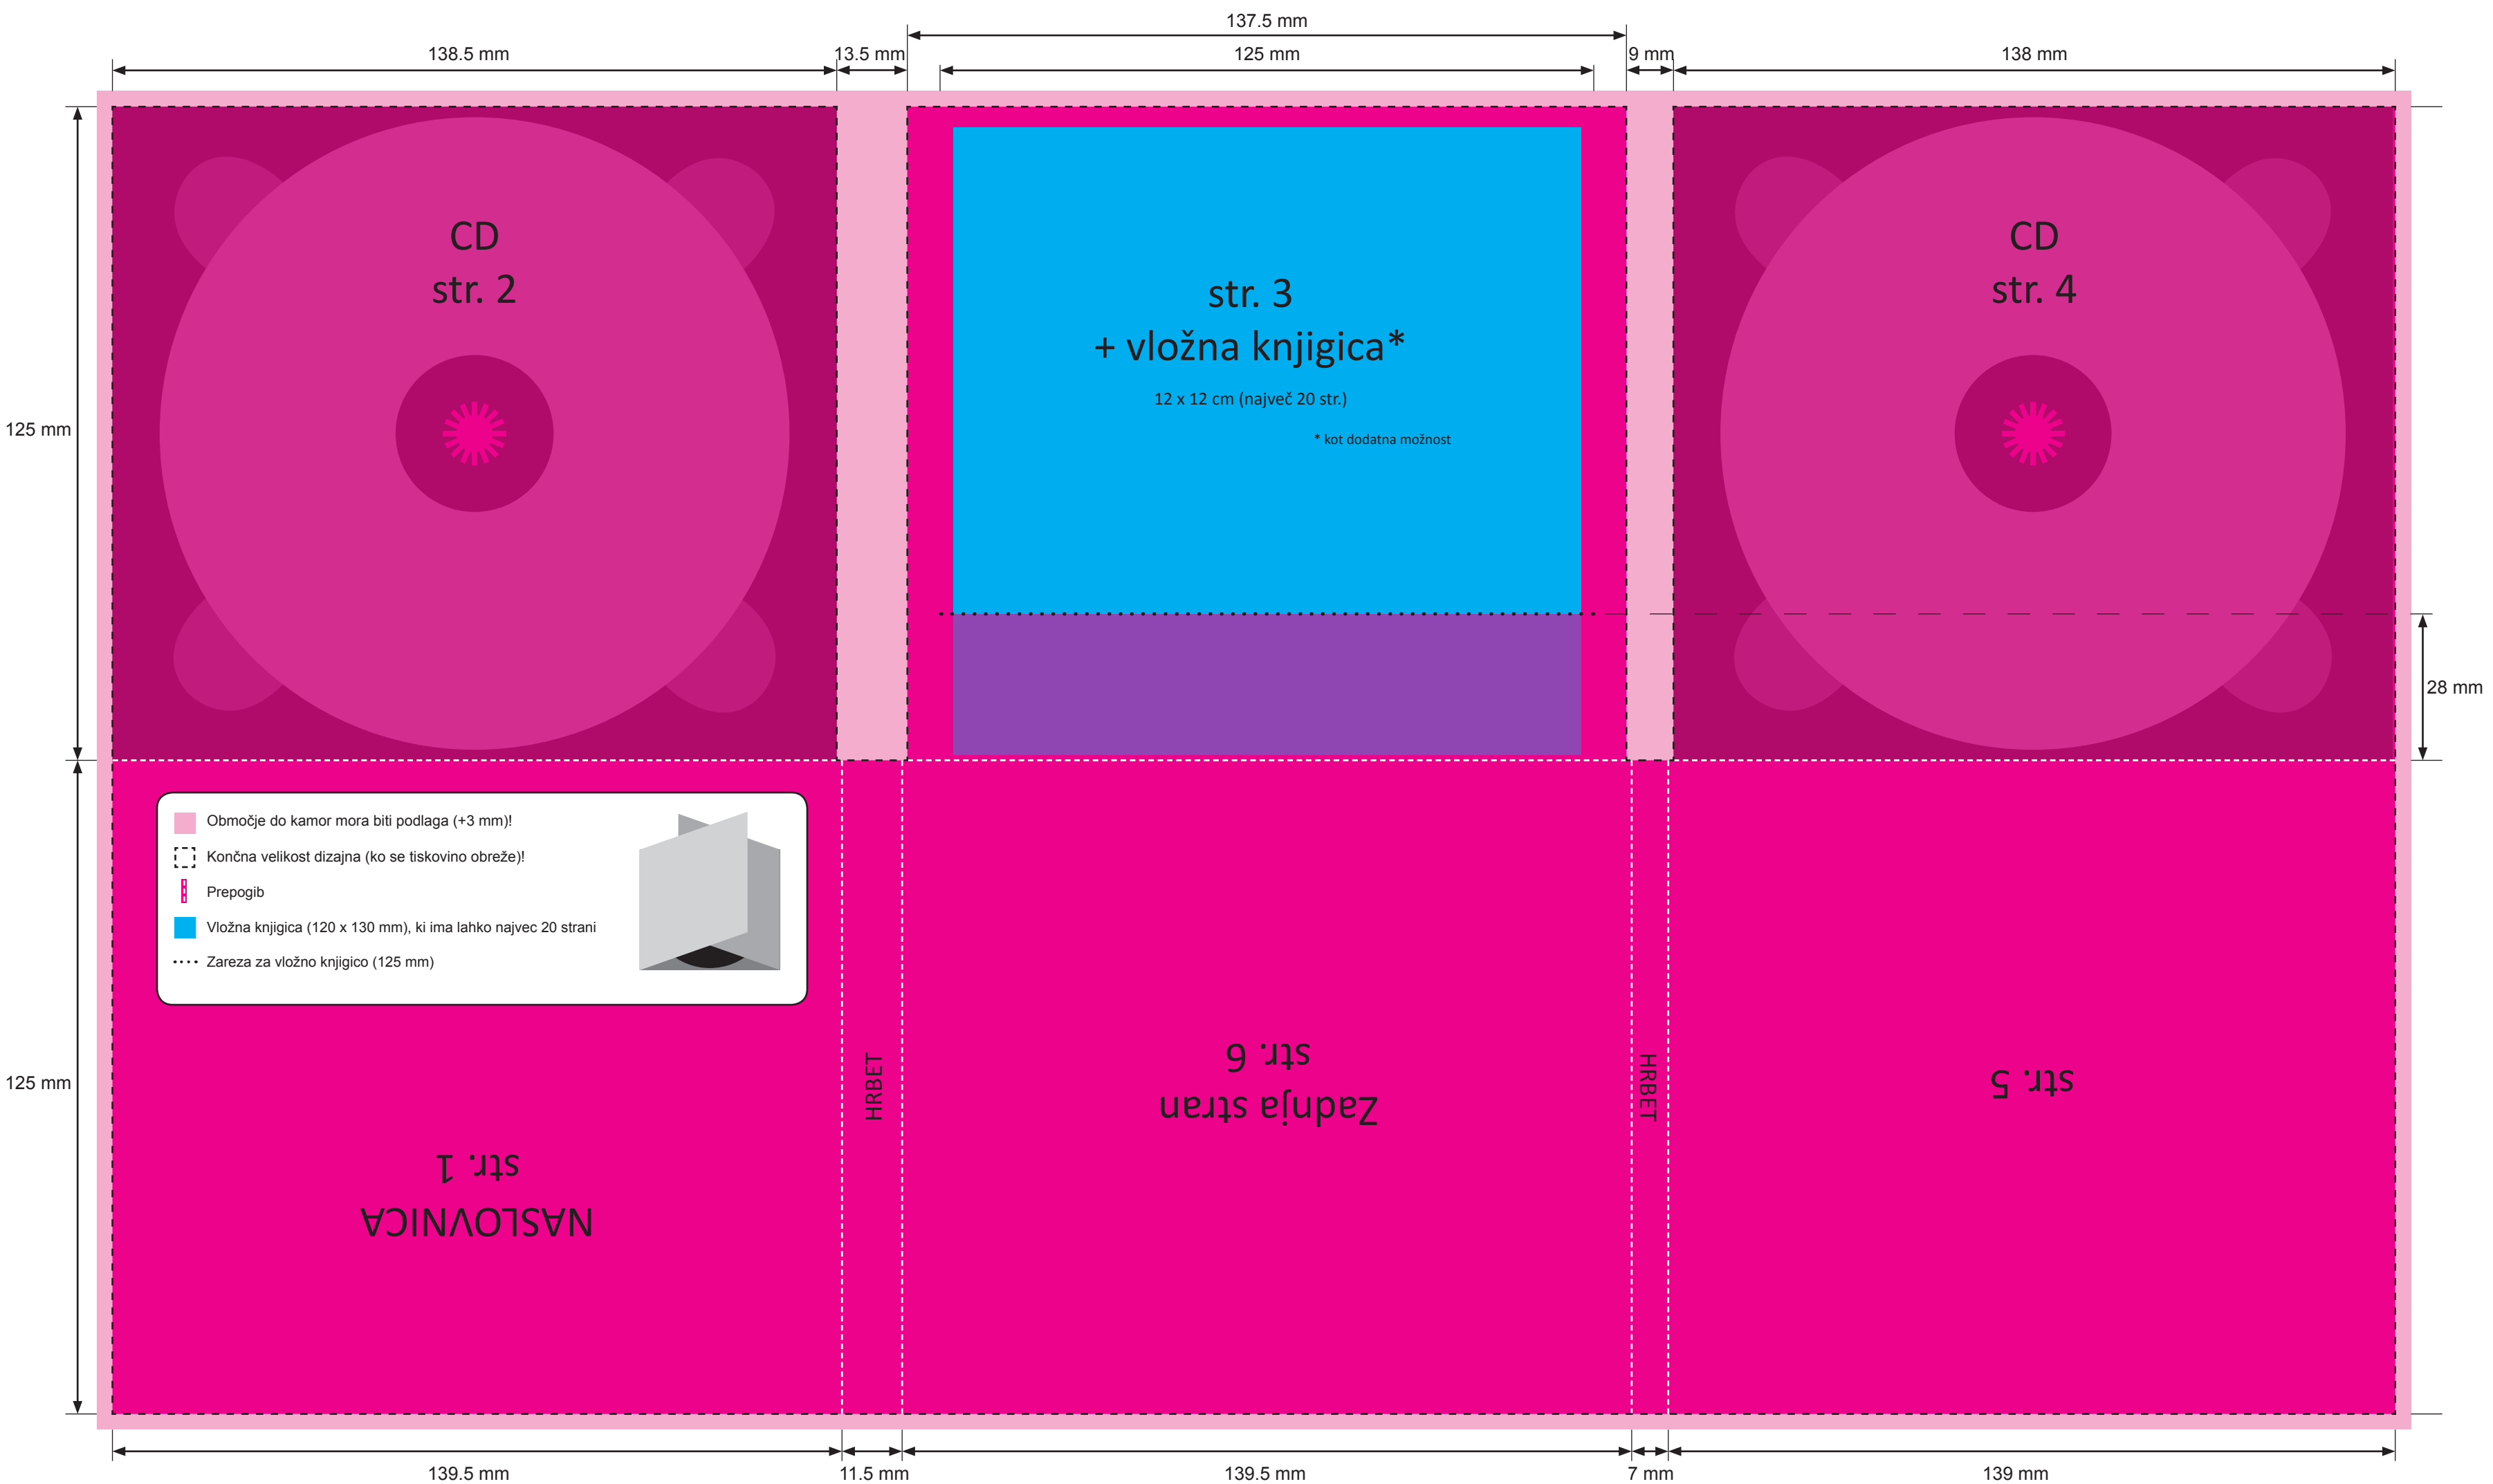 137.5 mm
138.5 mm
13.5 mm
125 mm
9 mm
138 mm
CD
str. 2
str. 3
+ vložna knjigica*
12 x 12 cm (največ 20 str.)
* kot dodatna možnost
CD
str. 4
125 mm
28 mm
Območje do kamor mora biti podlaga (+3 mm)!
Končna velikost dizajna (ko se tiskovino obreže)!
Prepogib
Vložna knjigica (120 x 130 mm), ki ima lahko najvec 20 strani
Zareza za vložno knjigico (125 mm)
125 mm
NASLOVNICA
str. 1
HRBET
Zadnja stran
str. 6
HRBET
str. 5
139.5 mm
11.5 mm
139.5 mm
7 mm
139 mm